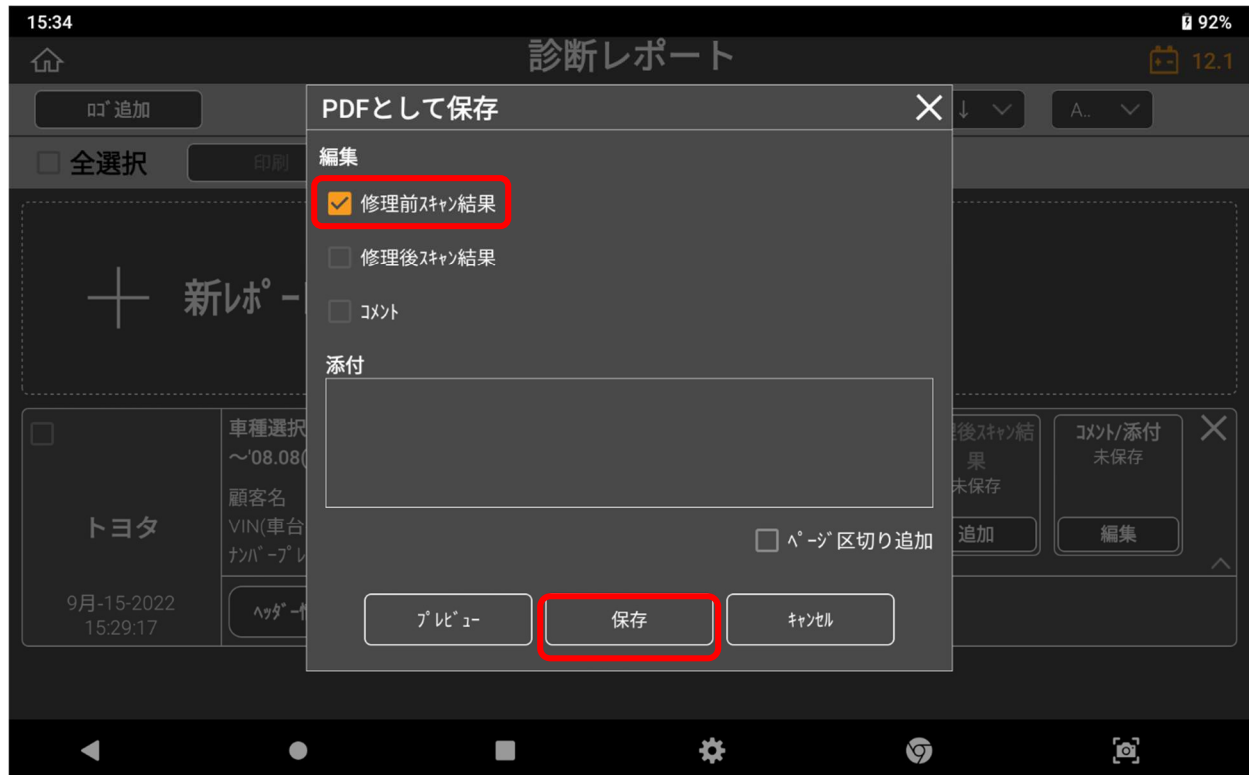 15:34
92%
診断レポート
12.1
ﾛｺﾞ追加
A..
全選択
印刷
PDFとして保存
編集
修理前ｽｷｬﾝ結果
修理後ｽｷｬﾝ結果
ｺﾒﾝﾄ
添付
ﾍﾟｰｼﾞ区切り追加
ﾌﾟﾚﾋﾞｭｰ
保存
ｷｬﾝｾﾙ
新ﾚﾎﾟｰ
車種選択
～'08.08(
顧客名
VIN(車台
ﾅﾝﾊﾞｰﾌﾟﾚ
ﾍｯﾀﾞｰ
トヨタ
9月-15-2022
15:29:17
後ｽｷｬﾝ結
果
未保存
追加
ｺﾒﾝﾄ/添付
未保存
編集